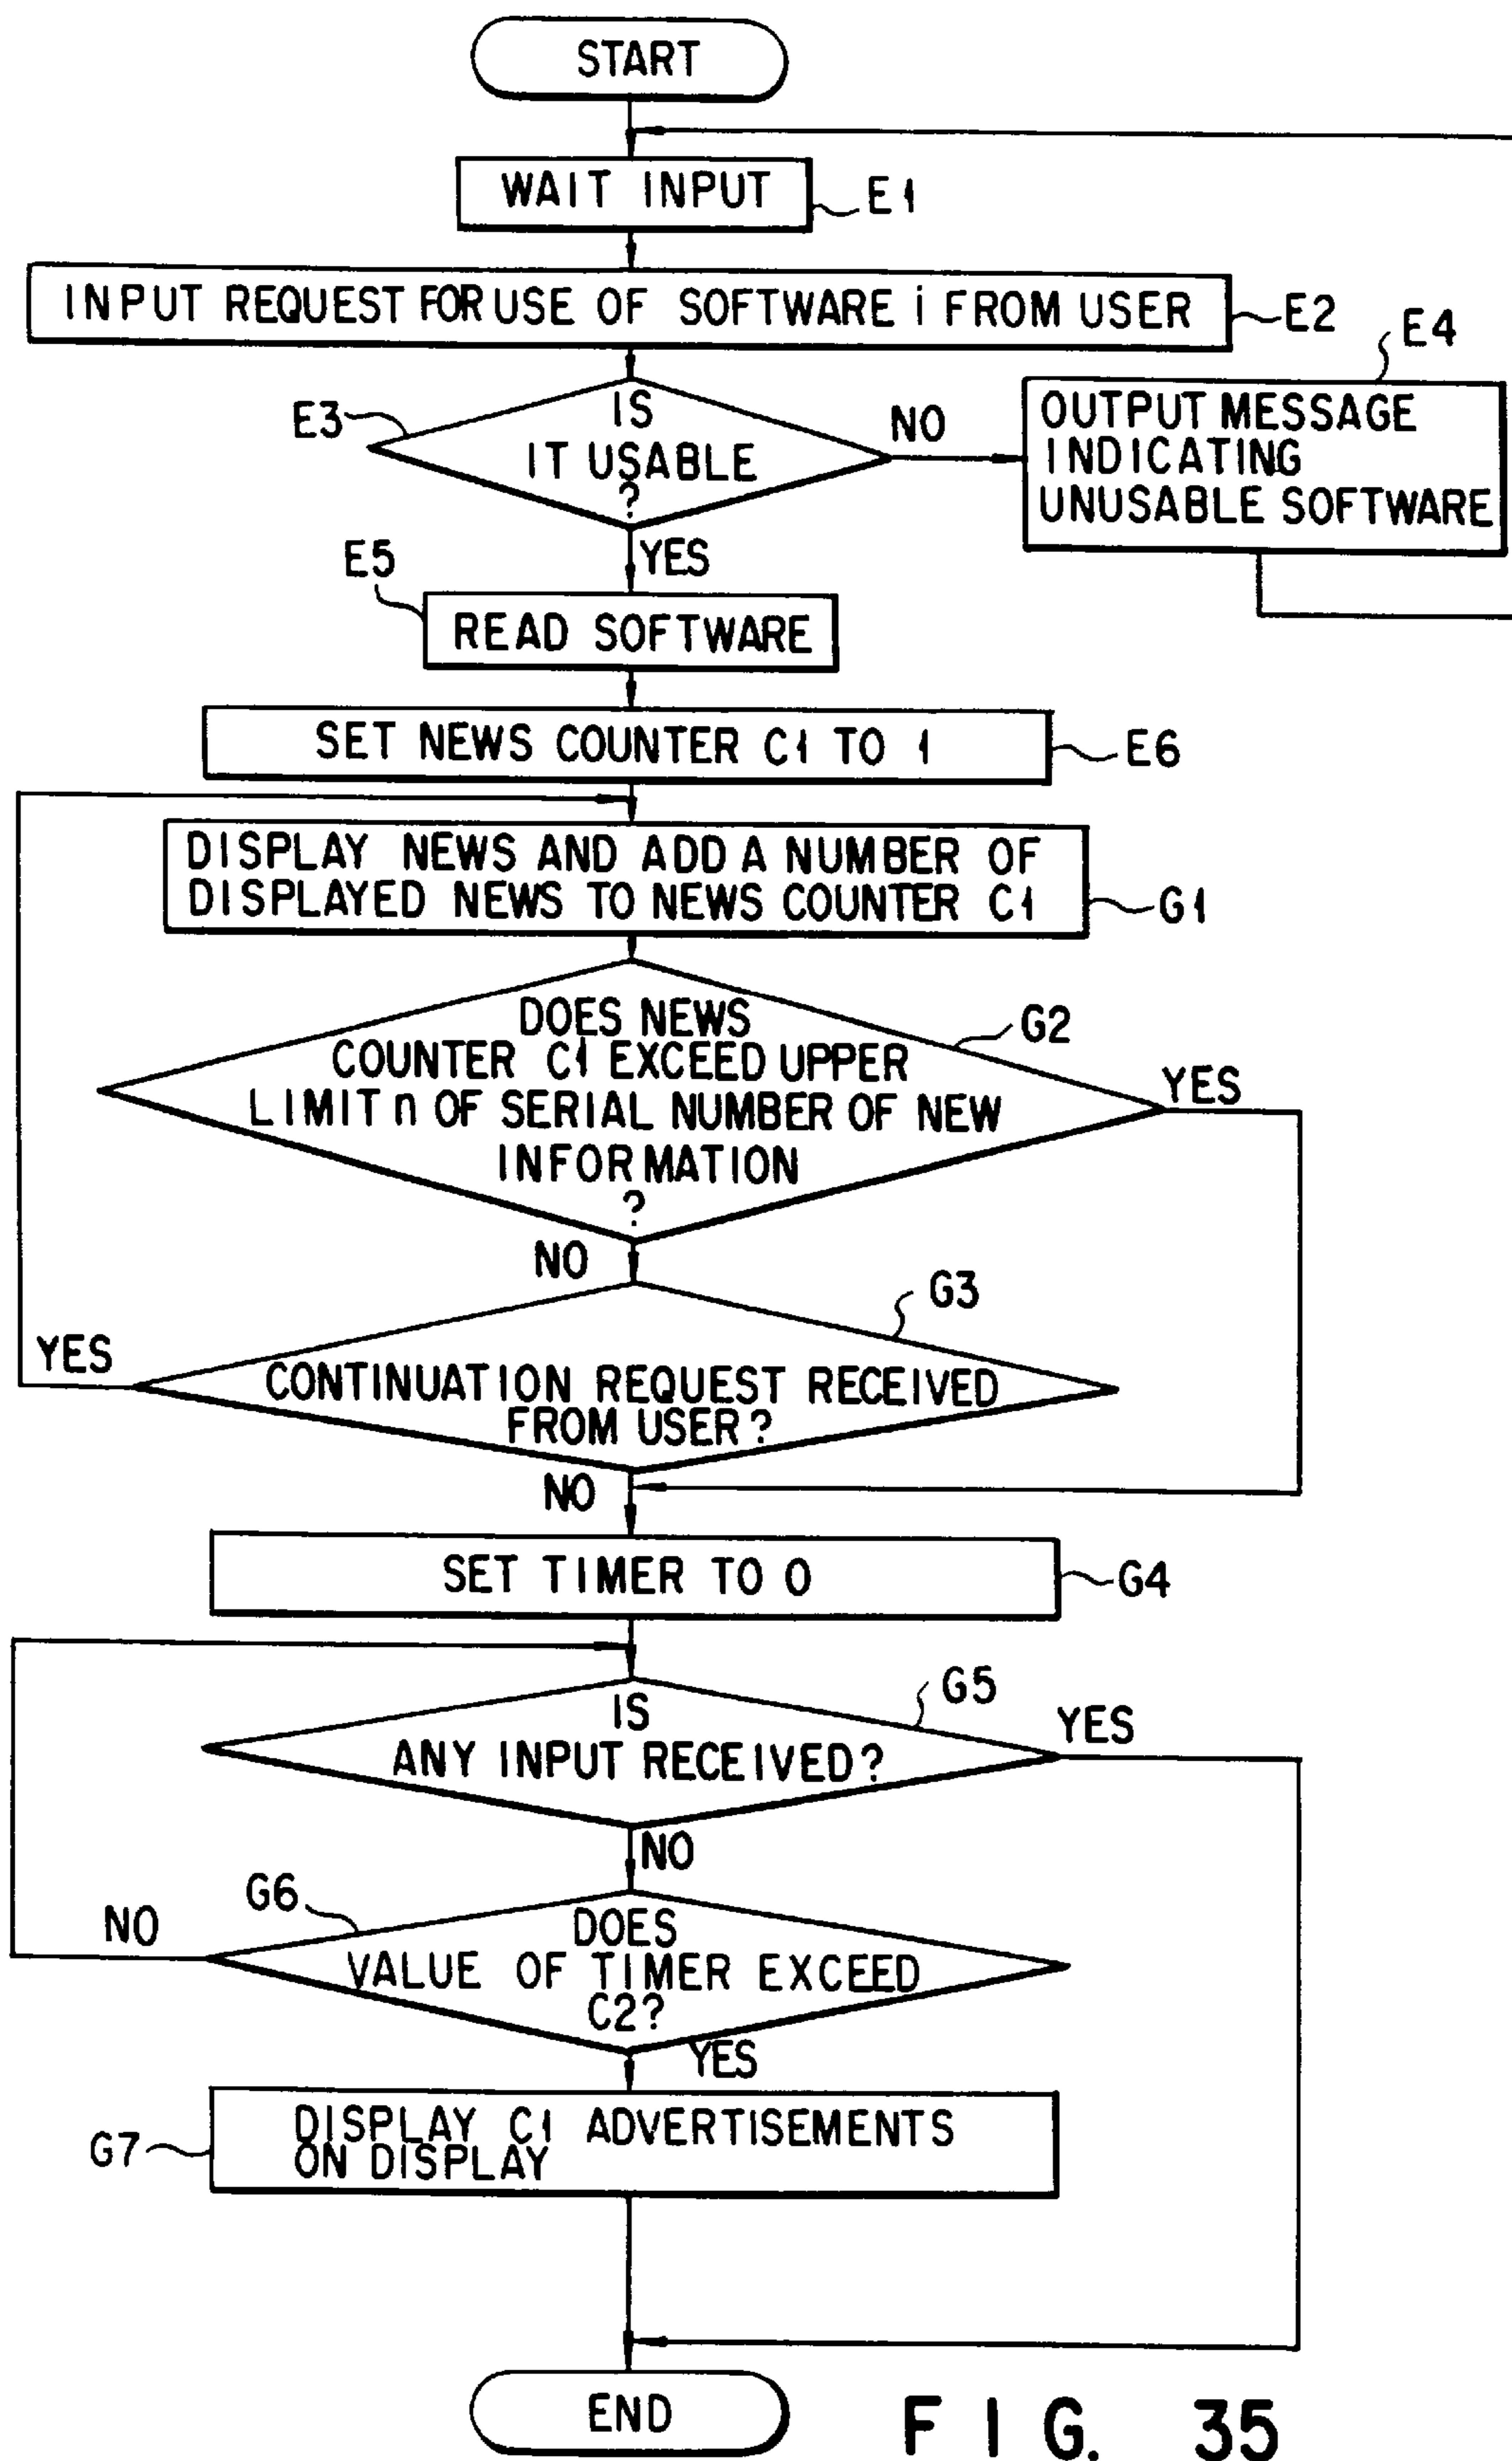 START
WAIT INPUT
E1
INPUT REQUEST FOR USE OF SOFTWARE i FROM USER
E2
E3
IS
IT USABLE
?
NO
E4
OUTPUT MESSAGE
INDICATING
UNUSABLE SOFTWARE
YES
E5
READ SOFTWARE
SET NEWS COUNTER C1 TO 1
E6
DISPLAY NEWS AND ADD A NUMBER OF
DISPLAYED NEWS TO NEWS COUNTER C1
G1
DOES NEWS
COUNTER C1 EXCEED UPPER
LIMIT n OF SERIAL NUMBER OF NEW
INFORMATION
?
G2
YES
NO
G3
YES
CONTINUATION REQUEST RECEIVED
FROM USER?
NO
SET TIMER TO 0
G4
IS
ANY INPUT RECEIVED?
G5
YES
NO
G6
NO
DOES
VALUE OF TIMER EXCEED
C2?
YES
DISPLAY C1 ADVERTISEMENTS
ON DISPLAY
G7
END
FIG. 35